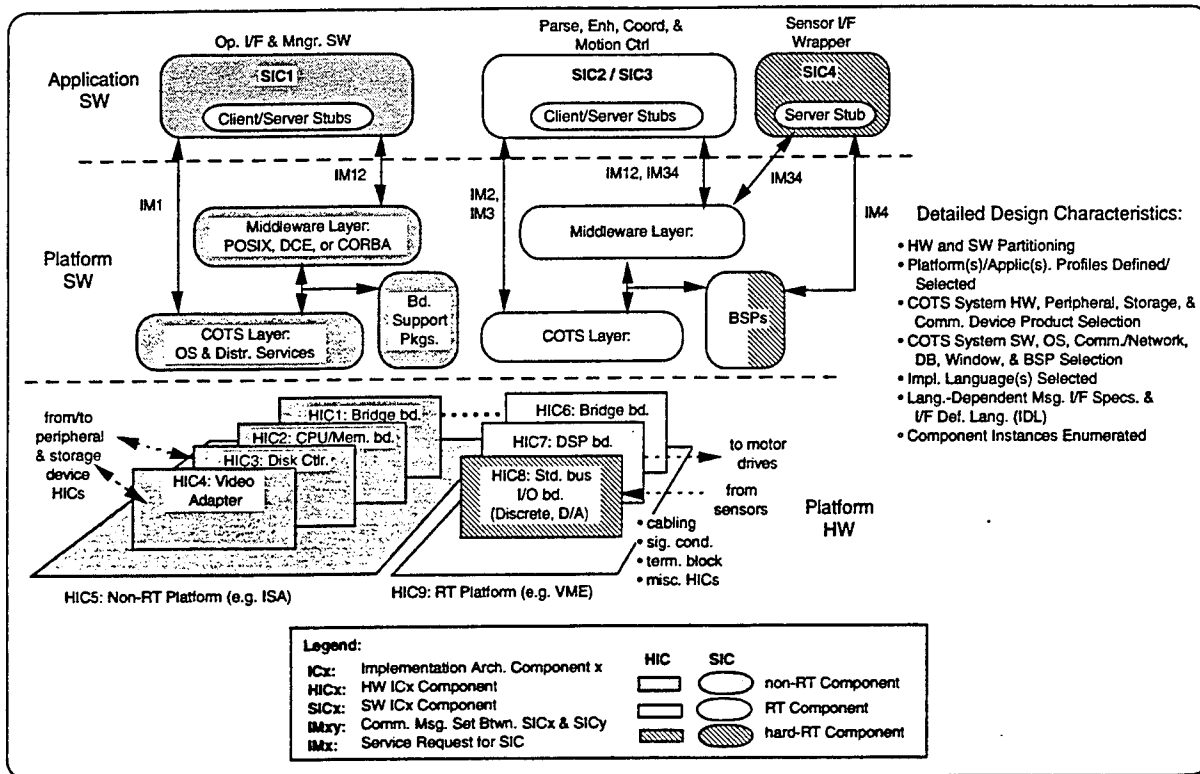 Op. I/F & Mngr. SW
Parse, Enh, Coord, &
Motion Ctrl
Sensor I/F
Wrapper
Application
SW
SIC1
Client/Server Stubs
SIC2 / SIC3
Client/Server Stubs
SIC4
Server Stub
IM1
IM12
IM2,
IM3
IM12, IM34
IM34
IM4
Platform
SW
Middleware Layer:
POSIX, DCE, or CORBA
Bd.
Support
Pkgs.
COTS Layer:
OS & Distr. Services
Middleware Layer:
BSPs
COTS Layer:
Detailed Design Characteristics:
• HW and SW Partitioning
• Platform(s)/Applic(s). Profiles Defined/
Selected
• COTS System HW, Peripheral, Storage, &
Comm. Device Product Selection
• COTS System SW, OS, Comm./Network,
DB, Window, & BSP Selection
• Impl. Language(s) Selected
• Lang.-Dependent Msg. I/F Specs. &
I/F Def. Lang. (IDL)
• Component Instances Enumerated
from/to
peripheral
& storage
device
HICs
HIC1: Bridge bd.
HIC2: CPU/Mem. bd.
HIC3: Disk Ctlr.
HIC4: Video
Adapter
HIC5: Non-RT Platform (e.g. ISA)
HIC6: Bridge bd.
HIC7: DSP bd.
HIC8: Std. bus
I/O bd.
(Discrete, D/A)
to motor
drives
from
sensors
• cabling
• sig. cond.
• term. block
• misc. HICs
HIC9: RT Platform (e.g. VME)
Platform
HW
Legend:
ICx: Implementation Arch. Component x
HICx: HW ICx Component
SICx: SW ICx Component
IMxy: Comm. Msg. Set Btwn. SICx & SICy
IMx: Service Request for SIC
HIC SIC
non-RT Component
RT Component
hard-RT Component